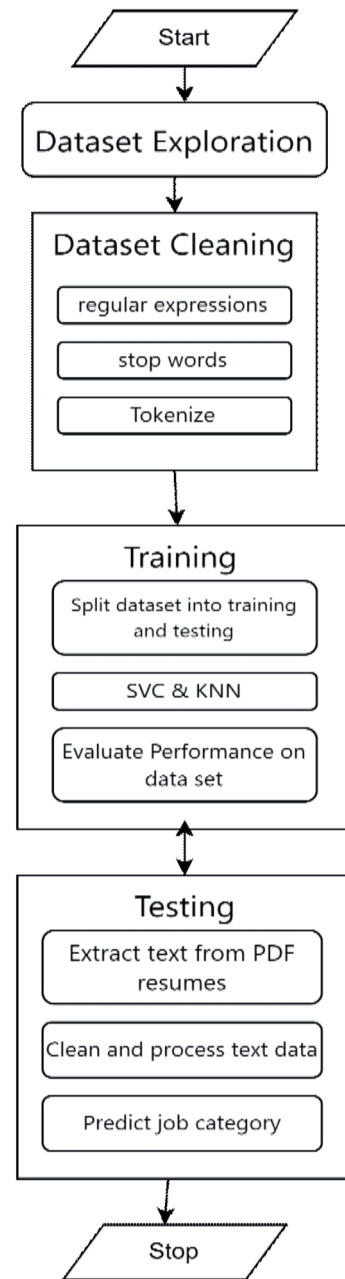 Start
Dataset Exploration
Dataset Cleaning
regular expressions
stop words
Tokenize
Training
Split dataset into training
and testing
SVC & KNN
Evaluate Performance on
data set
Testing
Extract text from PDF
resumes
Clean and process text data
Predict job category
Stop